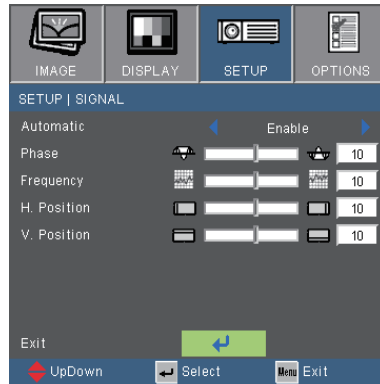 IMAGE DISPLAY SETUP OPTIONS
SETUP | SIGNAL
Automatic Enable
Phase 10
Frequency 10
H. Position 10
V. Position 10
Exit
UpDown Select Menu Exit